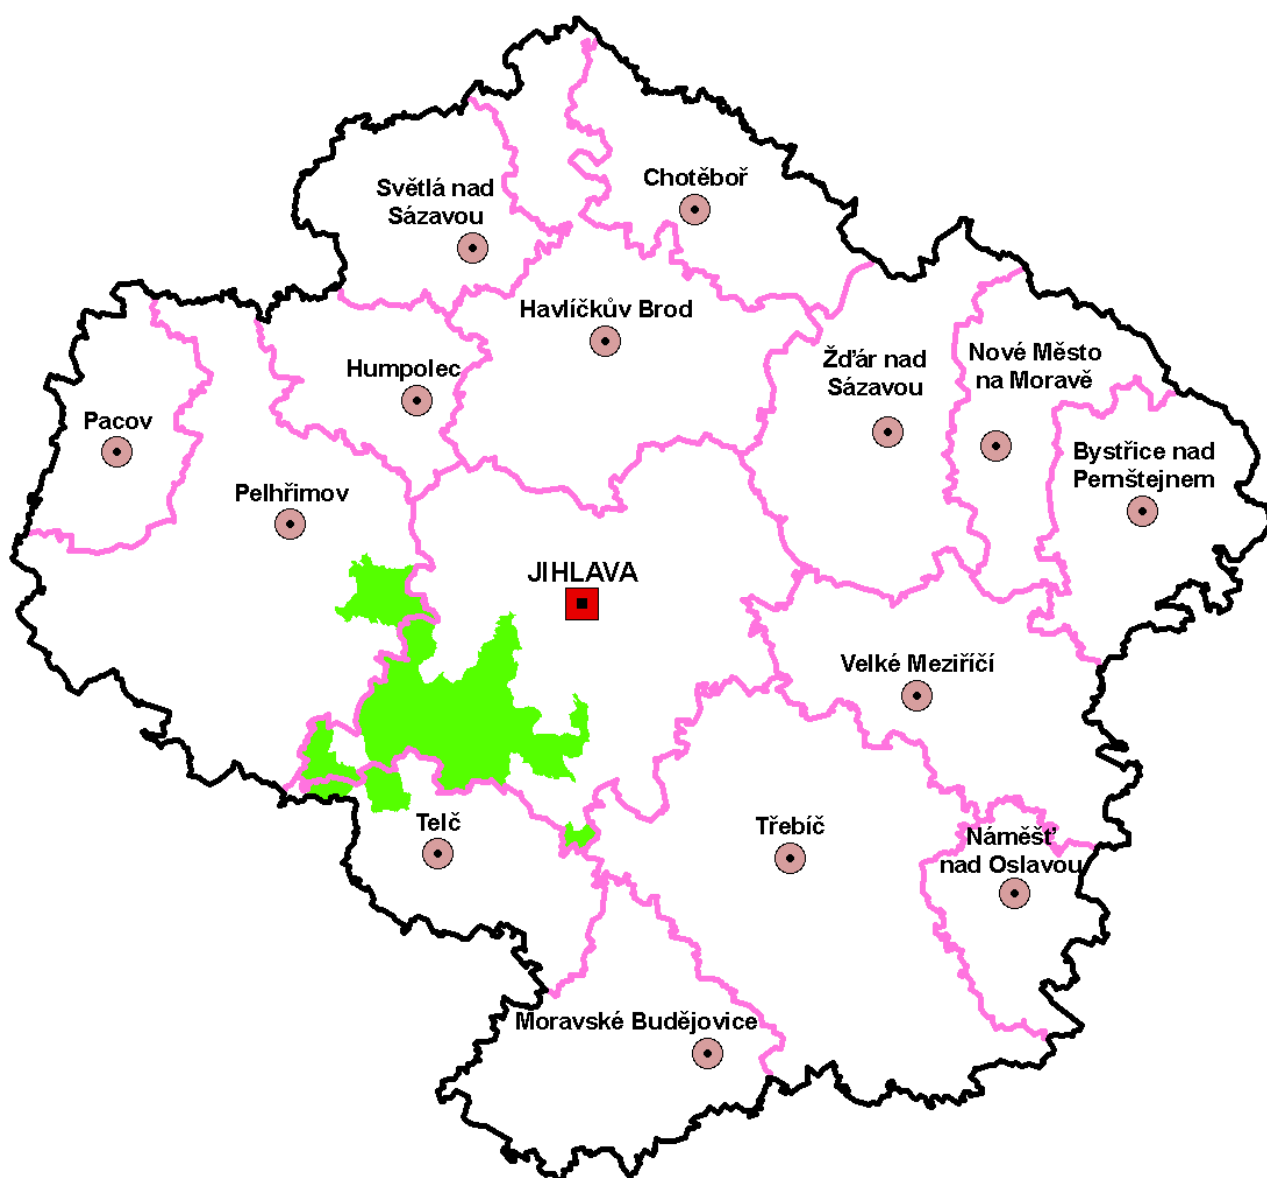 Chotěboř
Světlá nad
Sázavou
Havlíčkův Brod
Humpolec
Žďár nad
Sázavou
Nové Město
na Moravě
Pacov
Bystřice nad
Pernštejnem
Pelhřimov
JIHLAVA
Velké Meziříčí
Telč
Třebíč
Náměšť
nad Oslavou
Moravské Budějovice